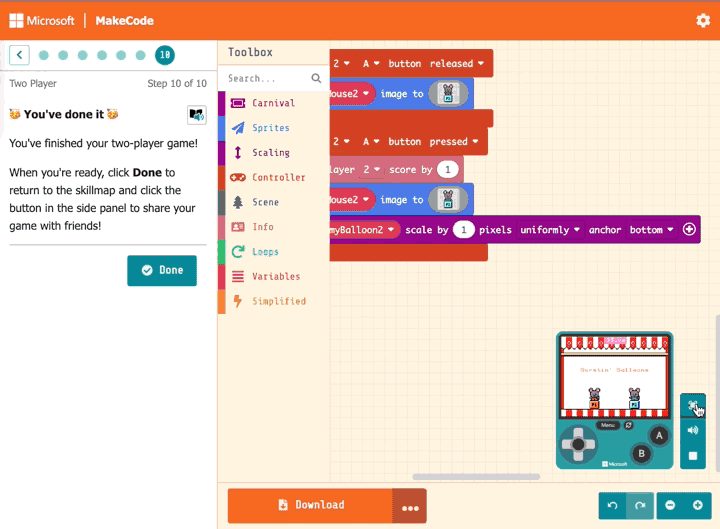 Microsoft | MakeCode
10
Two Player
Step 10 of 10
You've done it
You've finished your two-player game!
When you're ready, click Done to
return to the skillmap and click the
button in the side panel to share your
game with friends!
Done
Toolbox
Search...
Carnival
Sprites
Scaling
Controller
Scene
Info
Loops
Variables
Simplified
2 A button released
ouse2 image to
2 A button pressed
layer 2 score by 1
ouse2 image to
myBalloon2 scale by 1 pixels uniformly anchor bottom
Burstin' Balloons
Menu
A
B
Microsoft
Download